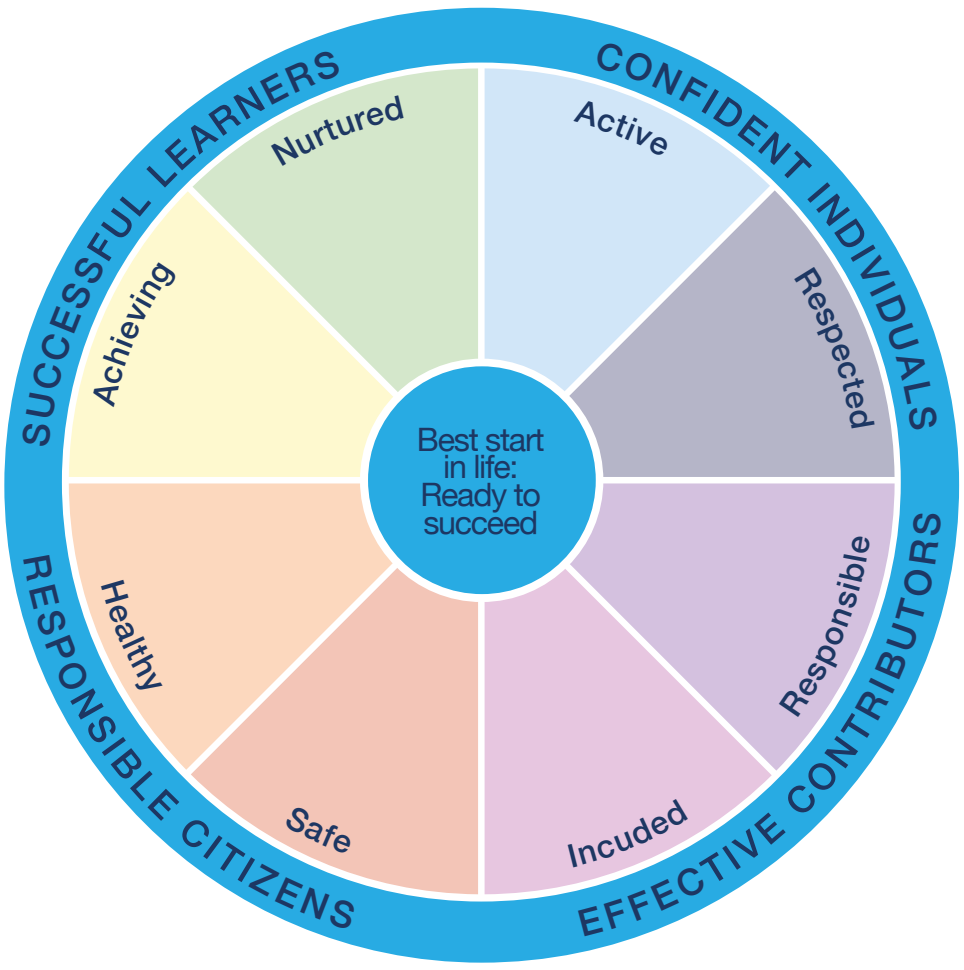 SUCCESSFUL LEARNERS
CONFIDENT INDIVIDUALS
Nurtured
Active
Achieving
Respected
Best start
in life:
Ready to
succeed
Healthy
Responsible
Safe
Incuded
RESPONSIBLE CITIZENS
EFFECTIVE CONTRIBUTORS